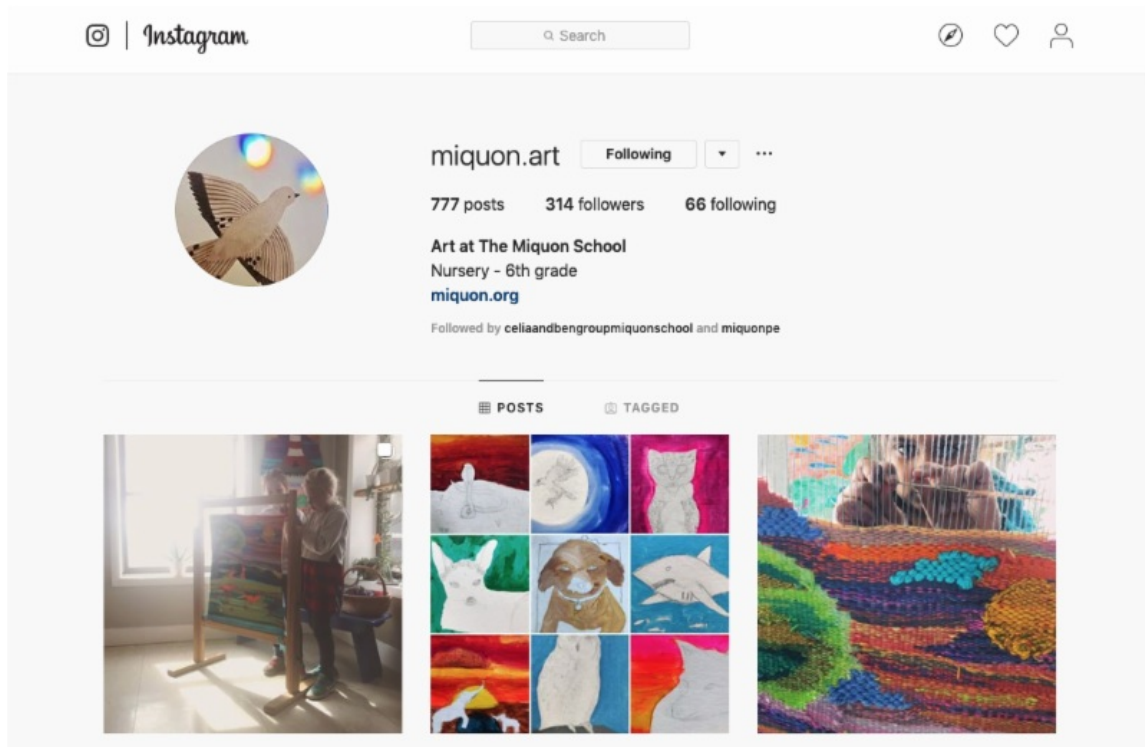 Instagram
Search
miquon.art Following
777 posts 314 followers 66 following
Art at The Miquon School
Nursery - 6th grade
miquon.org
Followed by celiaandbengroupmiquonschool and miquonpe
POSTS TAGGED